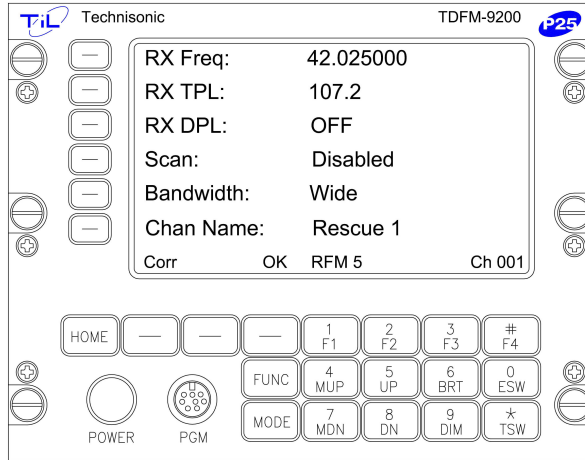 TiL Technisonic TDFM-9200 P25
RX Freq: 42.025000
RX TPL: 107.2
RX DPL: OFF
Scan: Disabled
Bandwidth: Wide
Chan Name: Rescue 1
Corr OK RFM 5 Ch 001
HOME 1 F1 2 F2 3 F3 # F4
FUNC 4 MUP 5 UP 6 BRT 0 ESW
MODE 7 MDN 8 DN 9 DIM * TSW
POWER PGM